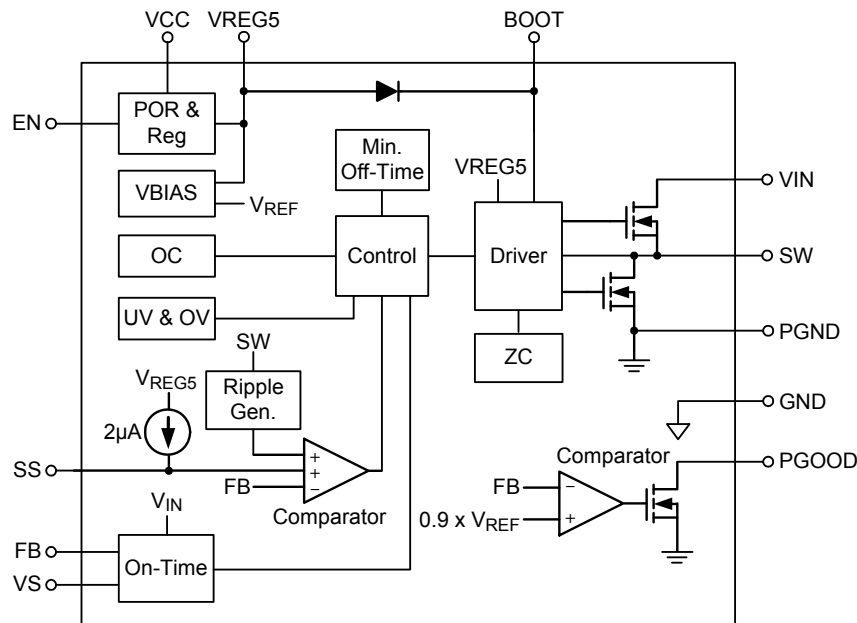 VCC VREG5 BOOT
EN
POR &
Reg
Min.
Off-Time
VREG5
VIN
VBIAS
VREF
OC
Control
Driver
SW
UV & OV
SW
ZC
PGND
VREG5
Ripple
Gen.
2µA
GND
+
+
−
SS
FB
Comparator
Comparator
PGOOD
FB
−
0.9 x VREF
+
VIN
FB
On-Time
VS